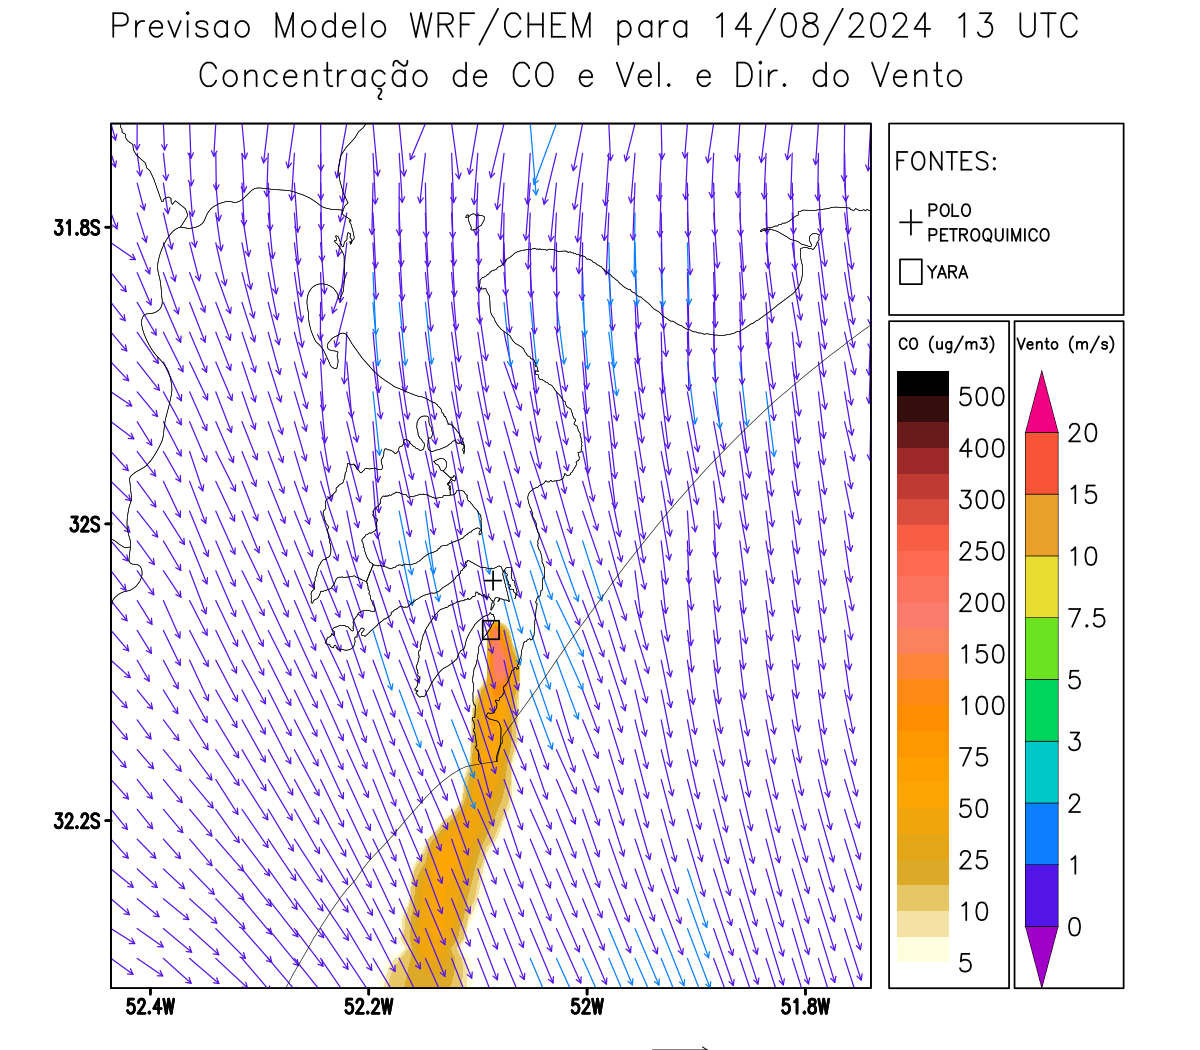 Previsao Modelo WRF/CHEM para 14/08/2024 13 UTC
Concentração de CO e Vel. e Dir. do Vento
FONTES:
POLO
PETROQUIMICO
YARA
CO (ug/m3)
500
400
300
250
200
150
100
75
50
25
10
5
Vento (m/s)
20
15
10
7.5
5
3
2
1
0
31.8S
32S
32.2S
52.4W
52.2W
52W
51.8W